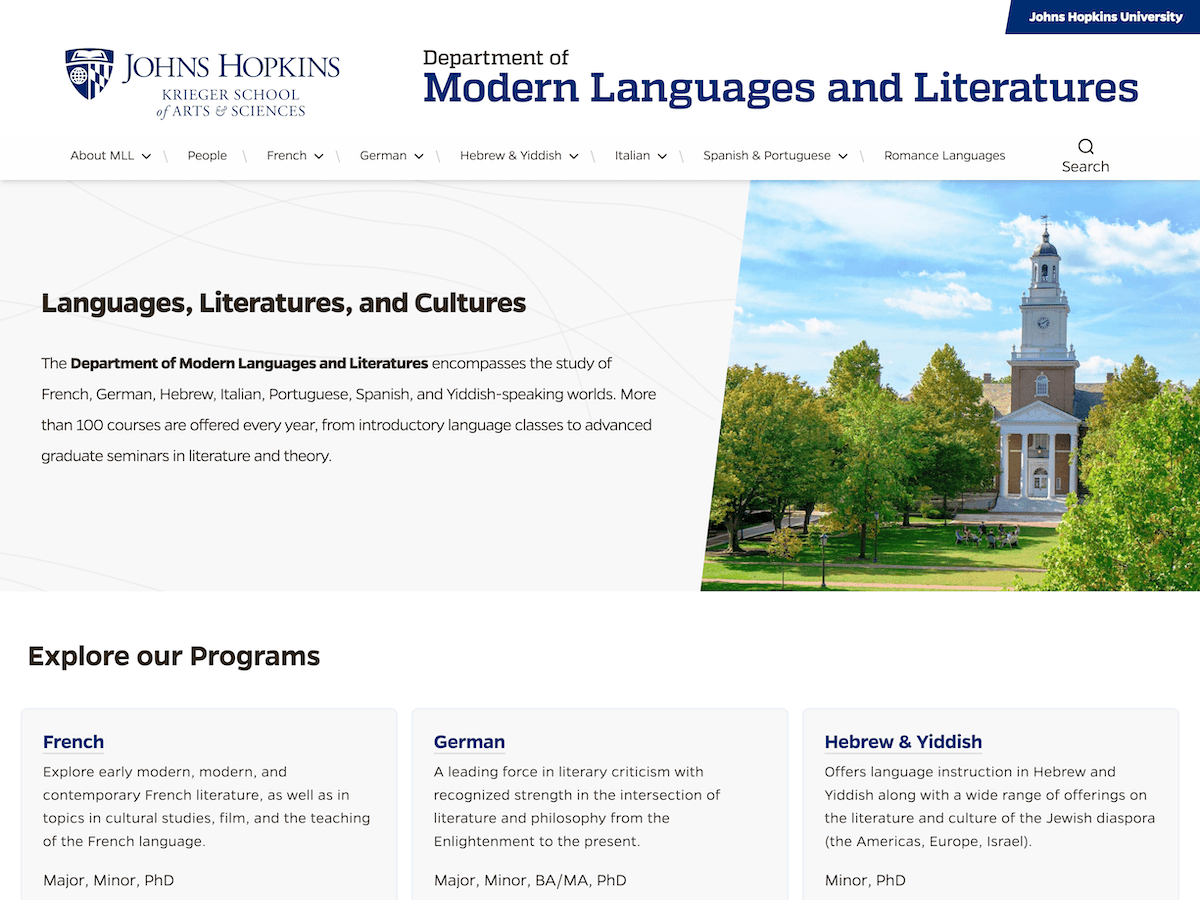 Johns Hopkins University
JOHNS HOPKINS
KRIEGER SCHOOL
of ARTS & SCIENCES
Department of
Modern Languages and Literatures
About MLL \ People French \ German \ Hebrew & Yiddish \ Italian \ Spanish & Portuguese \ Romance Languages
Search
Languages, Literatures, and Cultures
The Department of Modern Languages and Literatures encompasses the study of
French, German, Hebrew, Italian, Portuguese, Spanish, and Yiddish-speaking worlds. More
than 100 courses are offered every year, from introductory language classes to advanced
graduate seminars in literature and theory.
Explore our Programs
French
Explore early modern, modern, and
contemporary French literature, as well as in
topics in cultural studies, film, and the teaching
of the French language.
Major, Minor, PhD
German
A leading force in literary criticism with
recognized strength in the intersection of
literature and philosophy from the
Enlightenment to the present.
Major, Minor, BA/MA, PhD
Hebrew & Yiddish
Offers language instruction in Hebrew and
Yiddish along with a wide range of offerings on
the literature and culture of the Jewish diaspora
(the Americas, Europe, Israel).
Minor, PhD